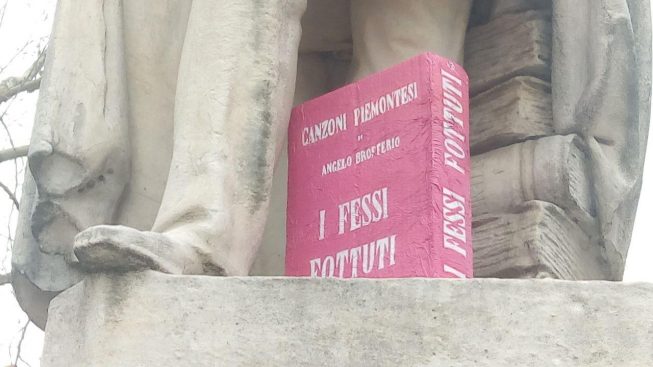 CANZONI PIEMONTESI
DI
ANGELO BROFFERIO
I FESSI
FOTTUTI
I FESSI FOTTUTI